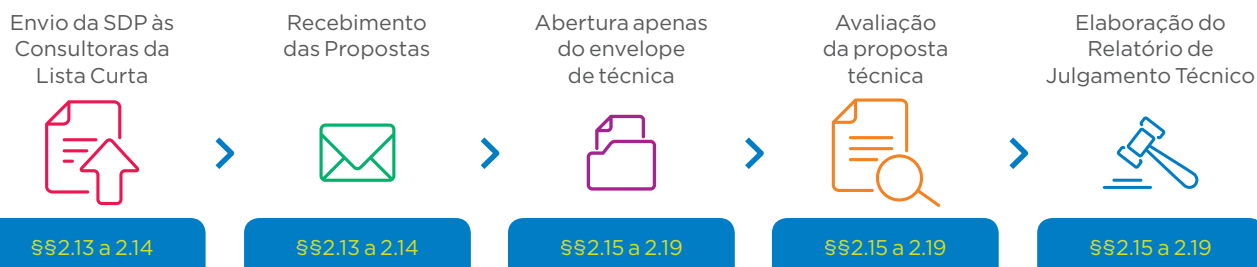 Envio da SDP às
Consultoras da
Lista Curta
Recebimento
das Propostas
Abertura apenas
do envelope
de técnica
Avaliação
da proposta
técnica
Elaboração do
Relatório de
Julgamento Técnico
§§2.13 a 2.14
§§2.13 a 2.14
§§2.15 a 2.19
§§2.15 a 2.19
§§2.15 a 2.19